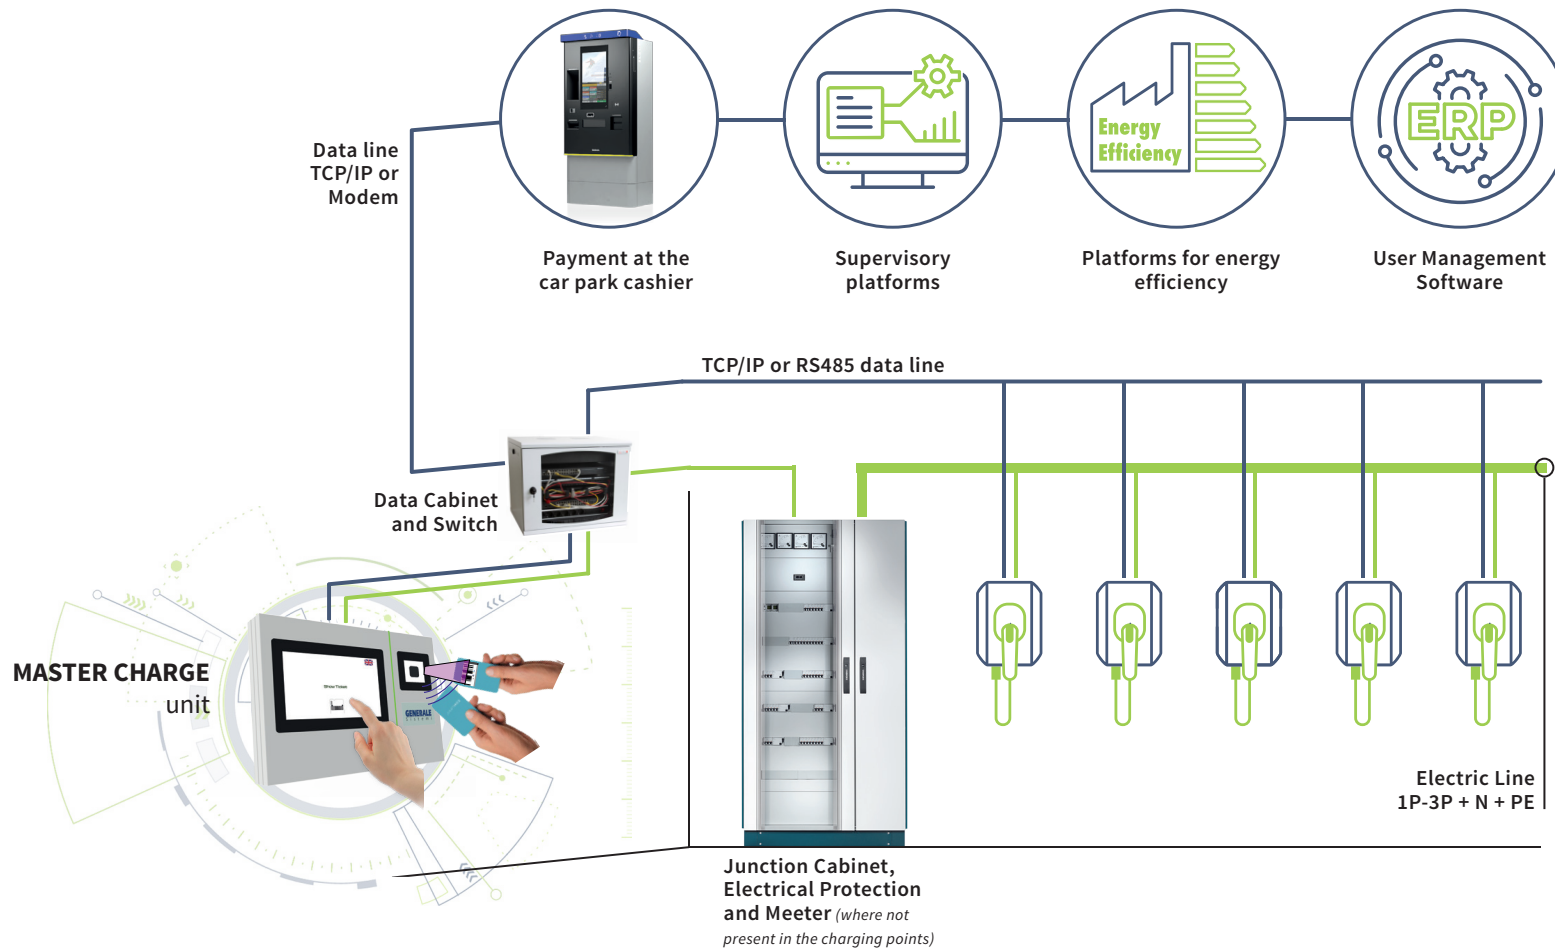 Energy
Efficiency
ERP
Data line
TCP/IP or
Modem
Payment at the
car park cashier
Supervisory
platforms
Platforms for energy
efficiency
User Management
Software
TCP/IP or RS485 data line
Data Cabinet
and Switch
MASTER CHARGE
unit
GENERALE
SISTEMI
Electric Line
1P-3P + N + PE
Junction Cabinet,
Electrical Protection
and Meeter (where not
present in the charging points)